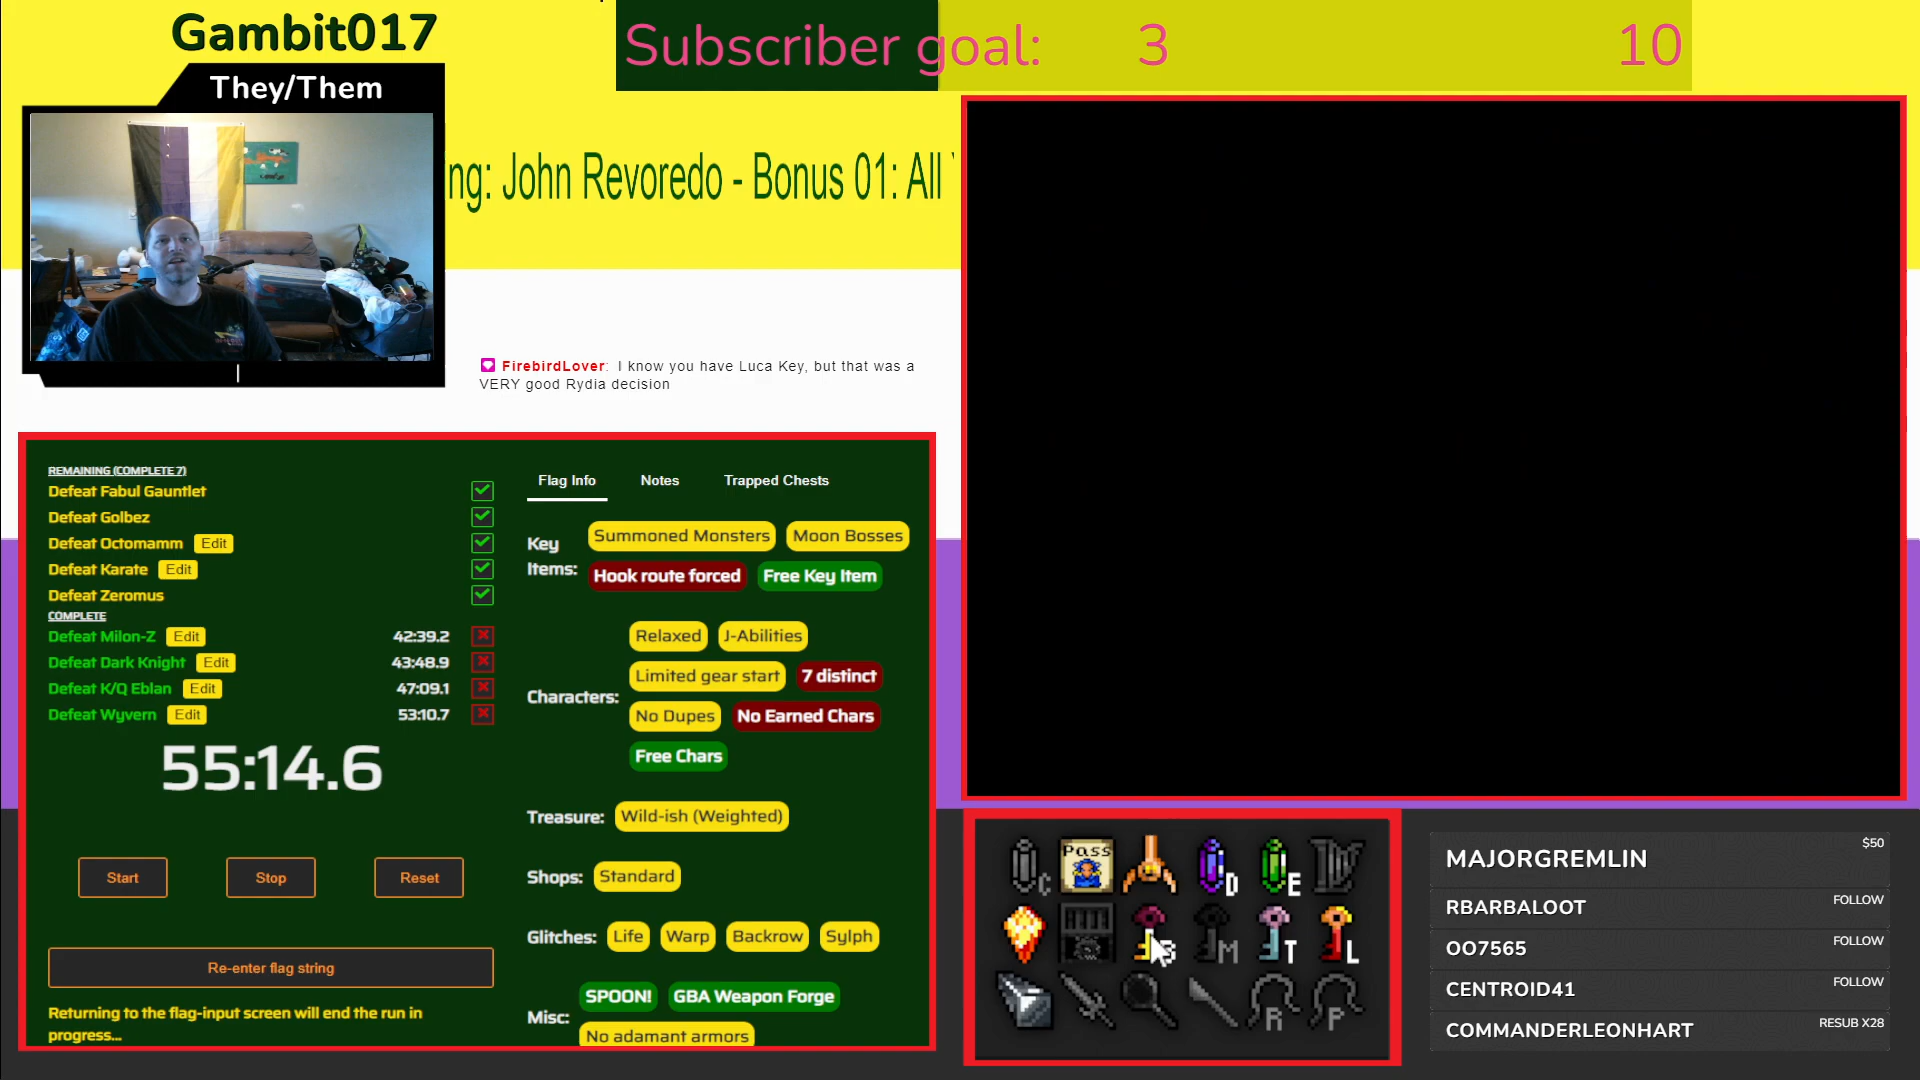 Gambit017
They/Them
Subscriber goal: 3 10
ng: John Revoredo - Bonus 01: All
FirebirdLover: I know you have Luca Key, but that was a
VERY good Rydia decision
REMAINING (COMPLETE 7)
Defeat Fabul Gauntlet
Defeat Golbez
Defeat Octomamm Edit
Defeat Karate Edit
Defeat Zeromus
COMPLETE
Defeat Milon-Z Edit 42:39.2
Defeat Dark Knight Edit 43:48.9
Defeat K/Q Eblan Edit 47:09.1
Defeat Wyvern Edit 53:10.7
55:14.6
Start Stop Reset
Re-enter flag string
Returning to the flag-input screen will end the run in
progress...
Flag Info Notes Trapped Chests
Key Items: Summoned Monsters Moon Bosses
Hook route forced Free Key Item
Characters: Relaxed J-Abilities
Limited gear start 7 distinct
No Dupes No Earned Chars
Free Chars
Treasure: Wild-ish (Weighted)
Shops: Standard
Glitches: Life Warp Backrow Sylph
Misc: SPOON! GBA Weapon Forge
No adamant armors
C PASS D E
S M T L
R P
MAJORGREMLIN $50
RBARBALOOT FOLLOW
OO7565 FOLLOW
CENTROID41 FOLLOW
COMMANDERLEONHART RESUB X28